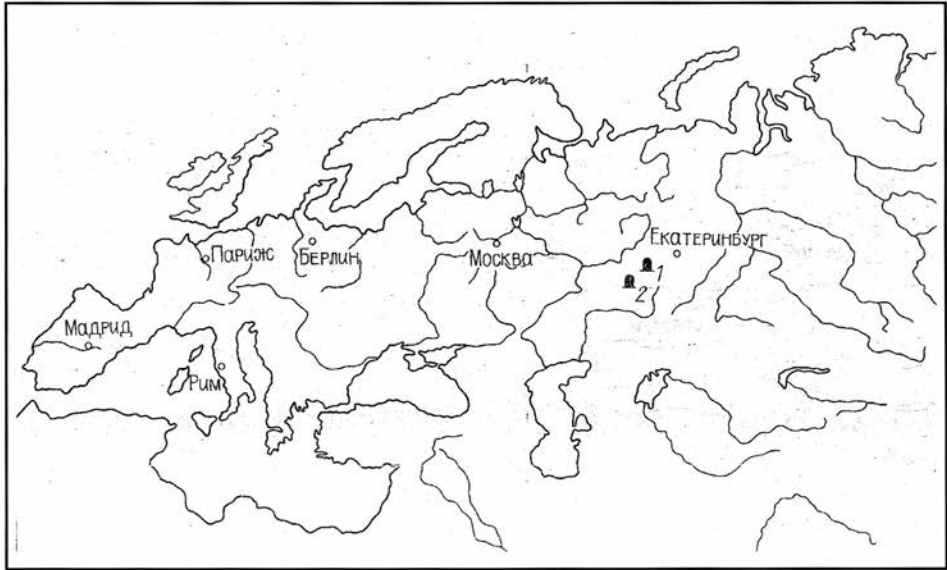 Екатеринбург
Париж
Берлин
Москва
1
2
Мадрид
Рим